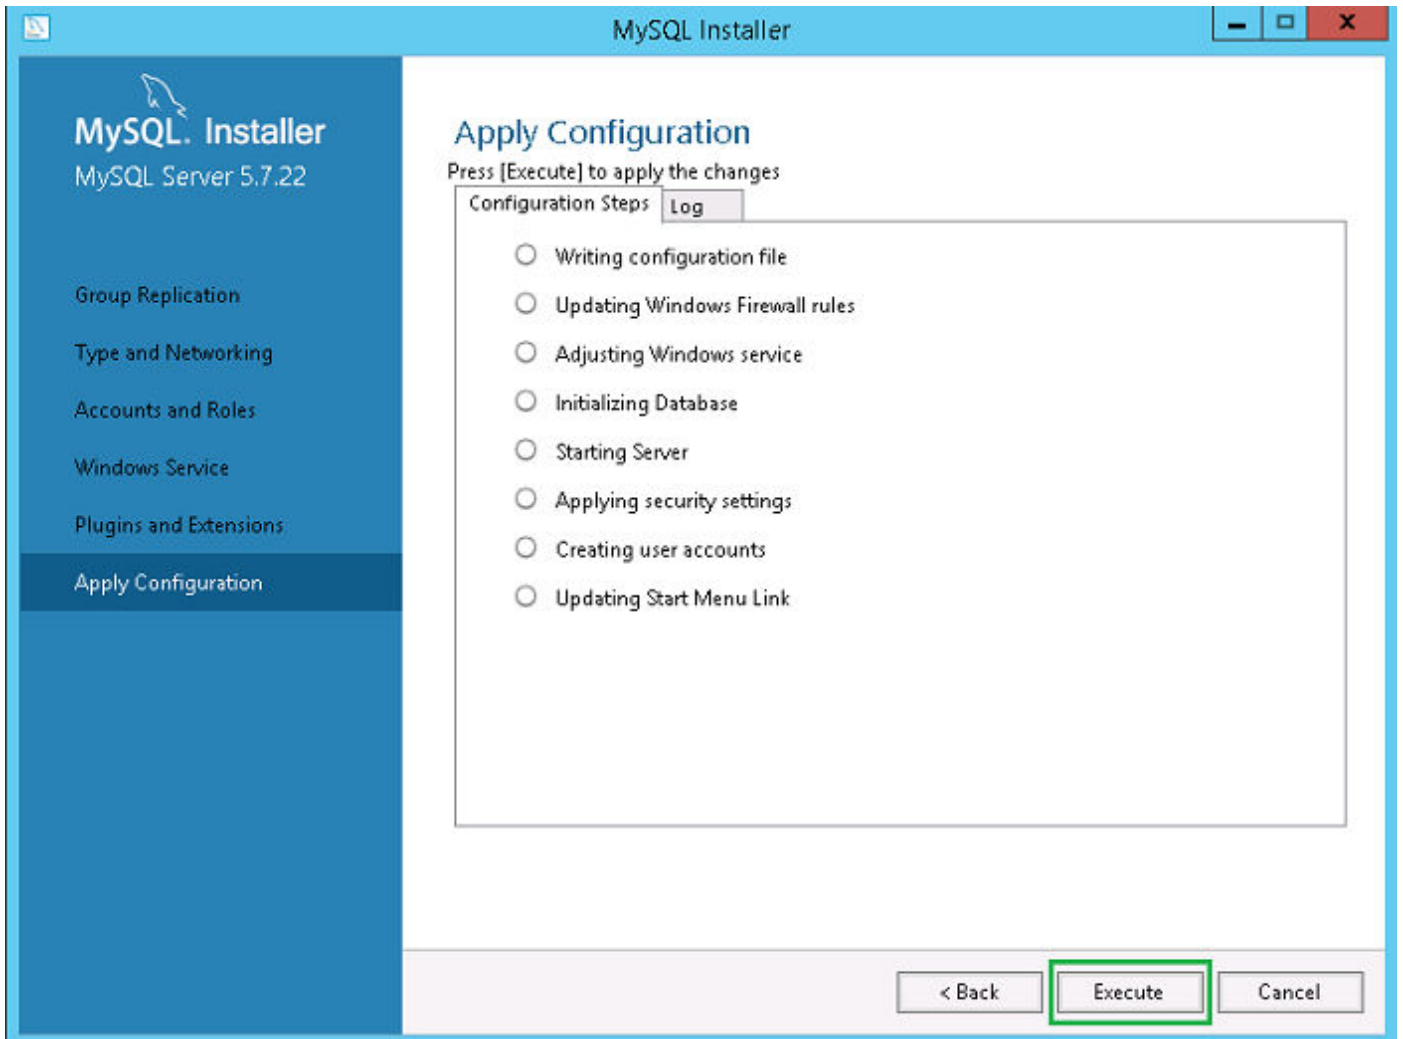 MySQL Installer
MySQL. Installer
MySQL Server 5.7.22
Group Replication
Type and Networking
Accounts and Roles
Windows Service
Plugins and Extensions
Apply Configuration
Apply Configuration
Press [Execute] to apply the changes
Configuration Steps Log
Writing configuration file
Updating Windows Firewall rules
Adjusting Windows service
Initializing Database
Starting Server
Applying security settings
Creating user accounts
Updating Start Menu Link
< Back Execute Cancel